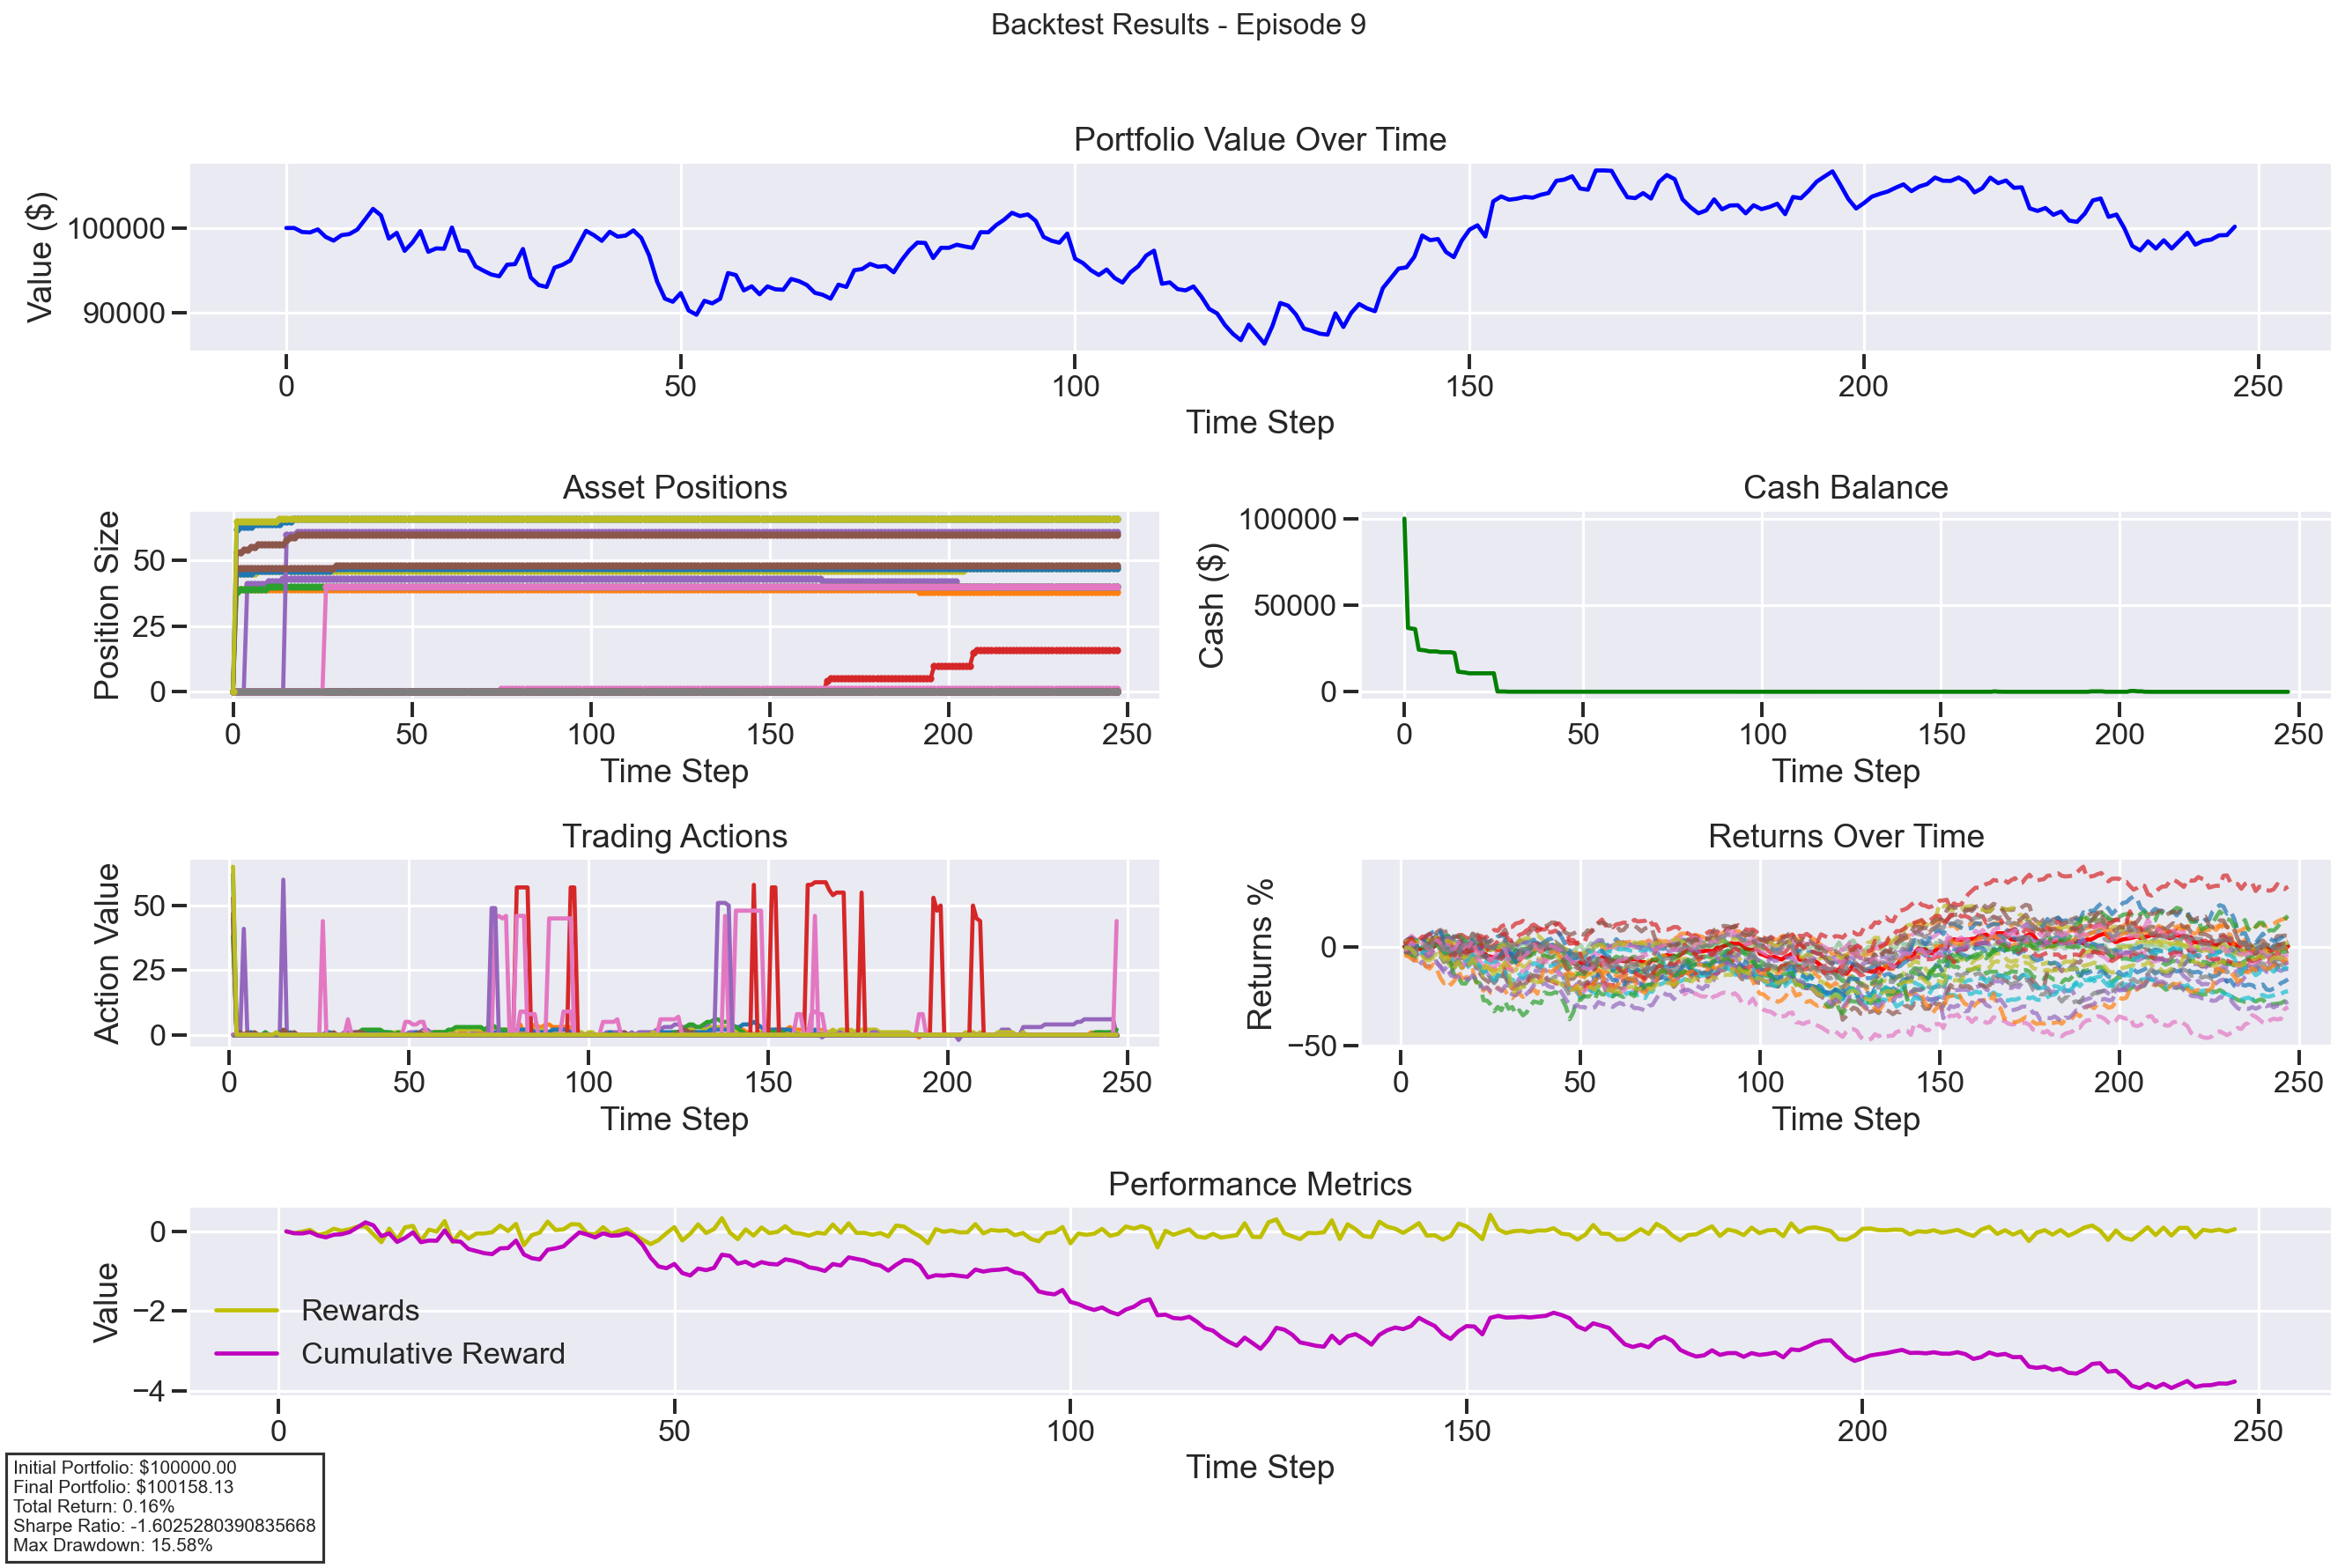 Backtest Results - Episode 9
Portfolio Value Over Time
Value ($)
100000
90000
0 50 100 150 200 250
Time Step
Asset Positions
Position Size
50
25
0
0 50 100 150 200 250
Time Step
Cash Balance
Cash ($)
100000
50000
0
0 50 100 150 200 250
Time Step
Trading Actions
Action Value
50
25
0
0 50 100 150 200 250
Time Step
Returns Over Time
Returns %
0
−50
0 50 100 150 200 250
Time Step
Performance Metrics
Value
0
−2
−4
Rewards
Cumulative Reward
0 50 100 150 200 250
Time Step
Initial Portfolio: $100000.00
Final Portfolio: $100158.13
Total Return: 0.16%
Sharpe Ratio: -1.6025280390835668
Max Drawdown: 15.58%